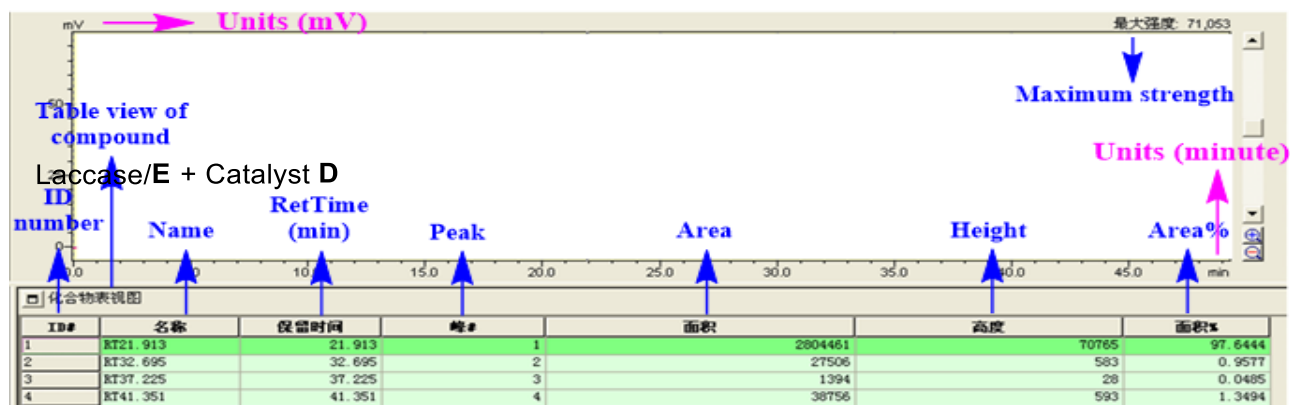 mV Units (mV) 最大强度: 71,053
Maximum strength
Table view of
compound
Units (minute)
Laccase/E + Catalyst D
ID
number
Name
RetTime
(min)
Peak
Area
Height
Area%
0
15.0 20.0 25.0 30.0 35.0 45.0 min
化合物表视图
ID# 名称 保留时间 峰# 面积 高度 面积%
1 RT21.913 21.913 1 2804461 70765 97.6444
2 RT32.695 32.695 2 27506 583 0.9577
3 RT37.225 37.225 3 1394 28 0.0485
4 RT41.351 41.351 4 38756 593 1.3494